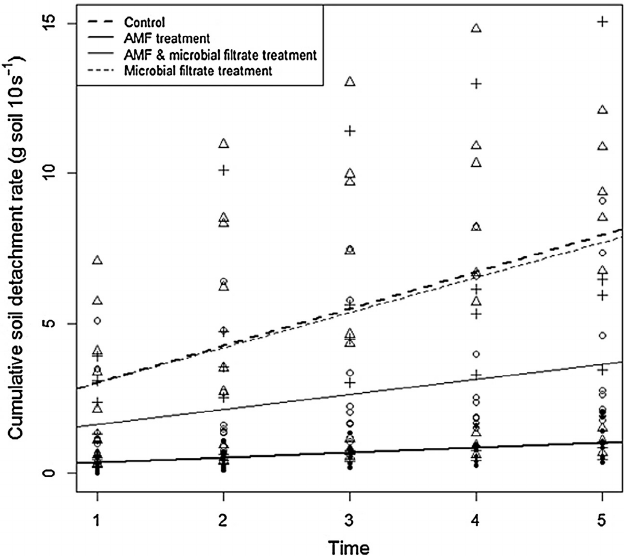 Control
AMF treatment
AMF & microbial filtrate treatment
Microbial filtrate treatment
Cumulative soil detachment rate (g soil 10s⁻¹)
15
10
5
0
1 2 3 4 5
Time